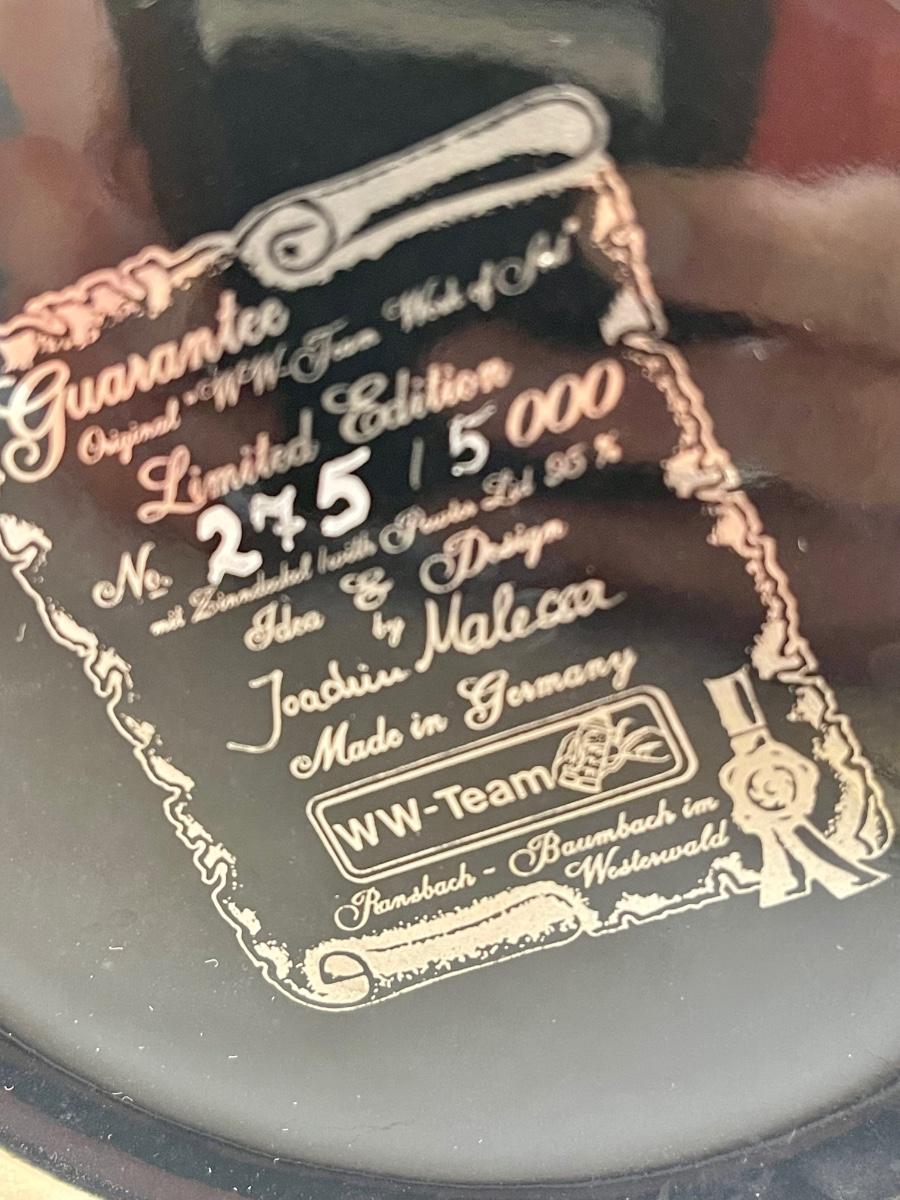 Guarantee
Original "WW-Team Work of Art"
Limited Edition
No. 275 / 5000
mit Zinndeckel / with Pewter Lid 95 %
Idea & Design
by
Joachim Malecca
Made in Germany
WW-Team
Ransbach - Baumbach im
Westerwald